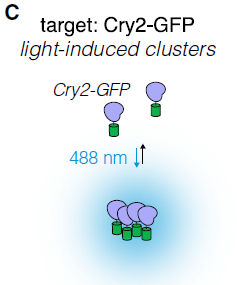 C
target: Cry2-GFP
light-induced clusters
Cry2-GFP
488 nm